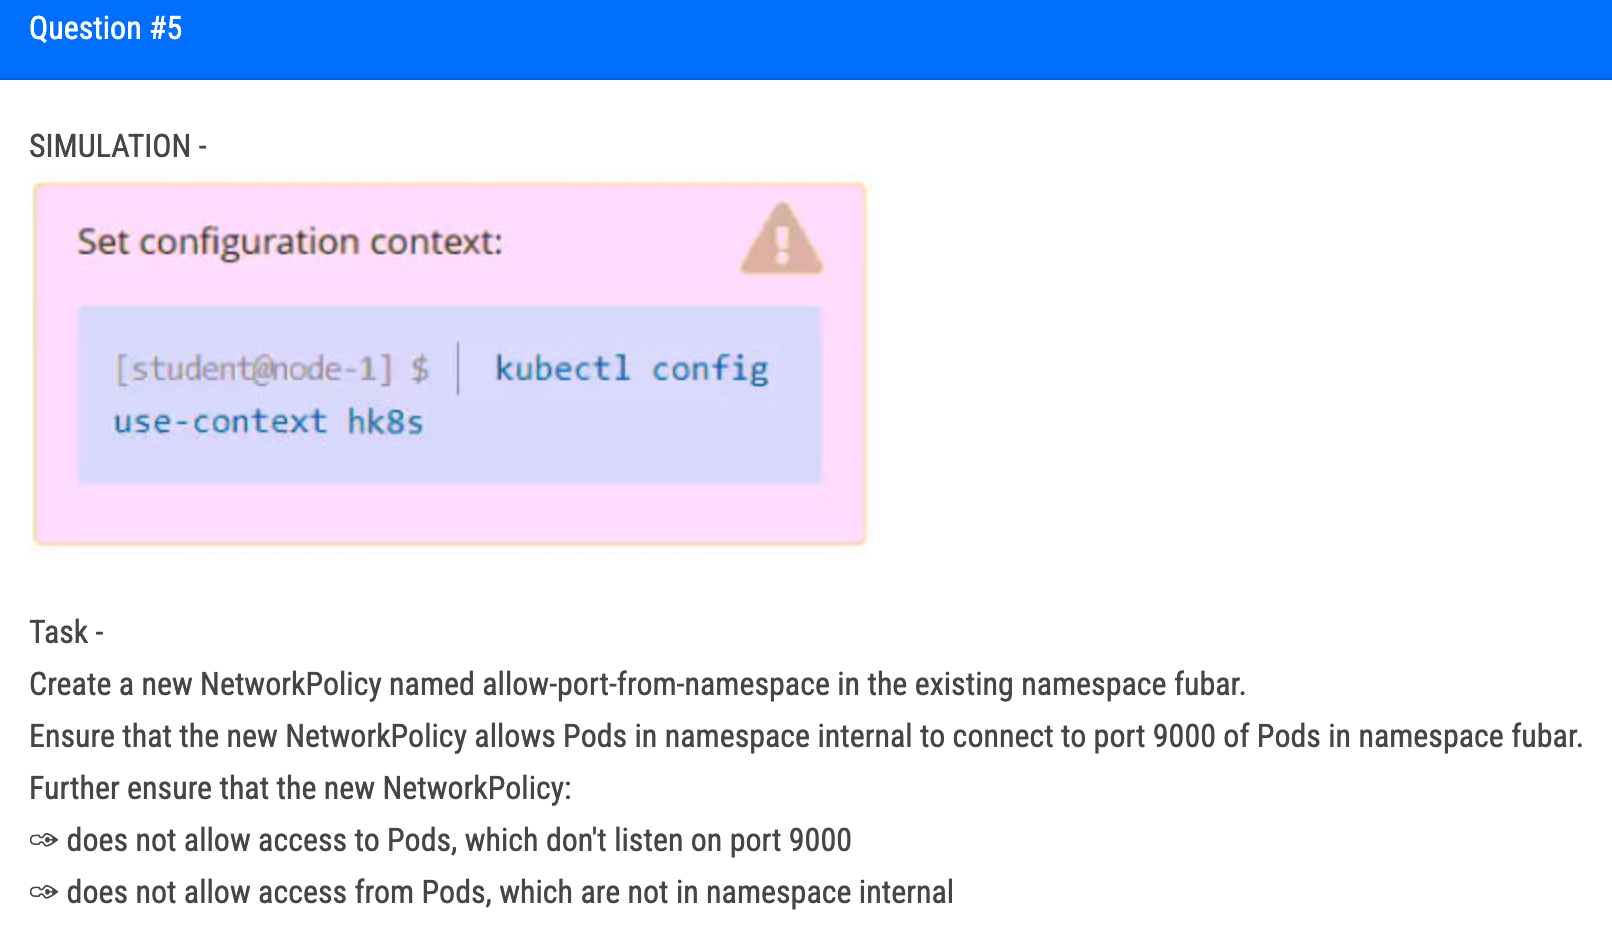 Question #5
SIMULATION -
Set configuration context:
[student@node-1] $ | kubectl config
use-context hk8s
Task -
Create a new NetworkPolicy named allow-port-from-namespace in the existing namespace fubar.
Ensure that the new NetworkPolicy allows Pods in namespace internal to connect to port 9000 of Pods in namespace fubar.
Further ensure that the new NetworkPolicy:
does not allow access to Pods, which don't listen on port 9000
does not allow access from Pods, which are not in namespace internal